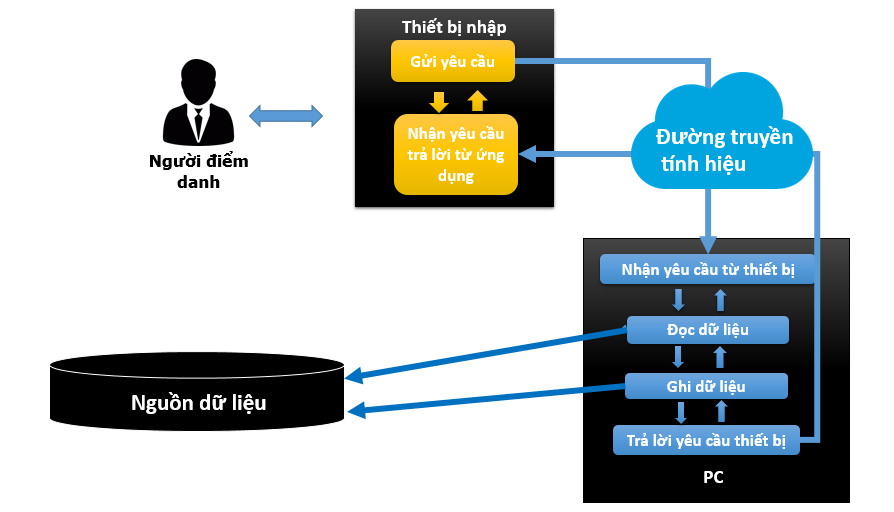 Thiết bị nhập
Gửi yêu cầu
Nhận yêu cầu
trả lời từ ứng
dụng
Người điểm
danh
Đường truyền
tính hiệu
Nhận yêu cầu từ thiết bị
Đọc dữ liệu
Ghi dữ liệu
Trả lời yêu cầu thiết bị
PC
Nguồn dữ liệu